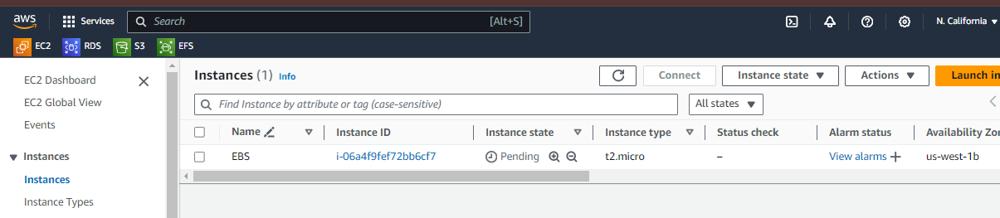 aws Services Search [Alt+S] N. California
EC2 RDS S3 EFS
EC2 Dashboard
EC2 Global View
Events
Instances
Instances
Instance Types
Instances (1) Info Connect Instance state Actions Launch in
Find Instance by attribute or tag (case-sensitive) All states
Name Instance ID Instance state Instance type Status check Alarm status Availability Zon
EBS i-06a4f9fef72bb6cf7 Pending t2.micro – View alarms + us-west-1b